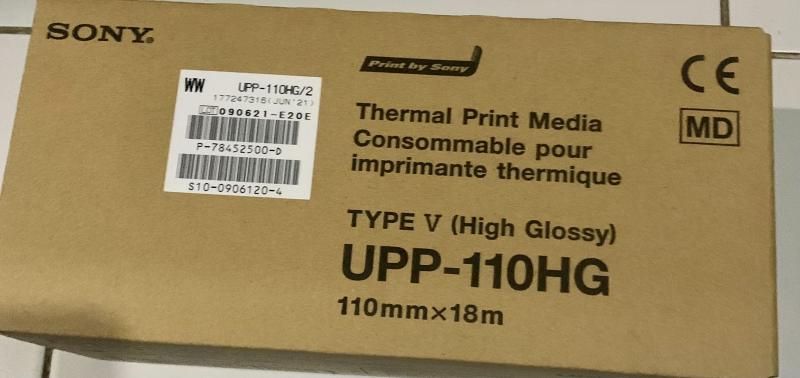 SONY®
Print by Sony
CE
MD
WW UPP-110HG/2
177247316(JUN'21)
LOT 090621-E20E
P-78452500-D
S10-0906120-4
Thermal Print Media
Consommable pour
imprimante thermique
TYPE V (High Glossy)
UPP-110HG
110mm×18m